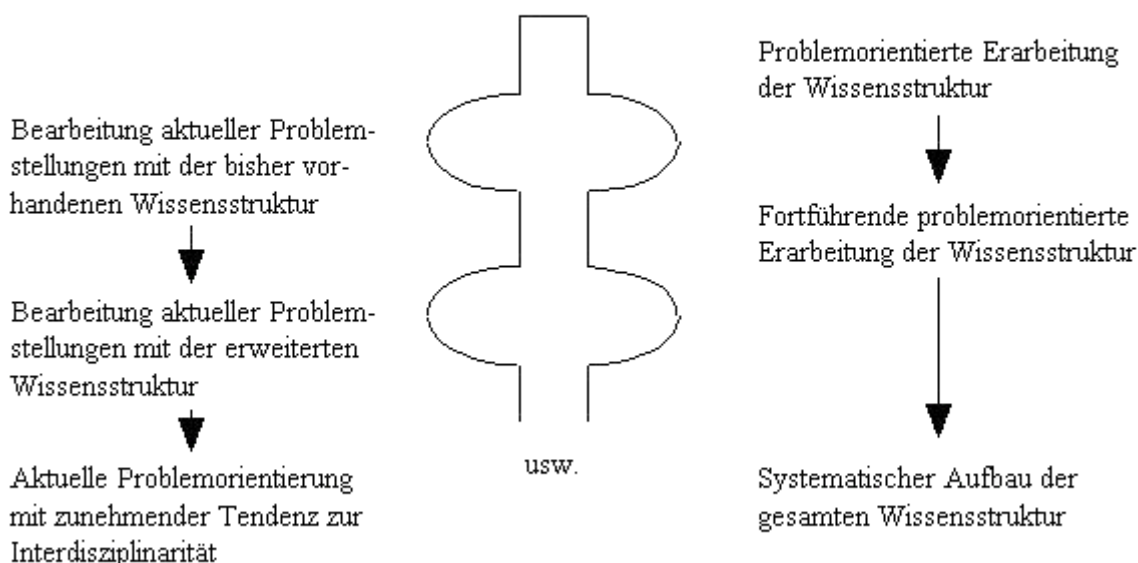 Bearbeitung aktueller Problem-
stellungen mit der bisher vor-
handenen Wissensstruktur
Bearbeitung aktueller Problem-
stellungen mit der erweiterten
Wissensstruktur
Aktuelle Problemorientierung
mit zunehmender Tendenz zur
Interdisziplinarität
usw.
Problemorientierte Erarbeitung
der Wissensstruktur
Fortführende problemorientierte
Erarbeitung der Wissensstruktur
Systematischer Aufbau der
gesamten Wissensstruktur